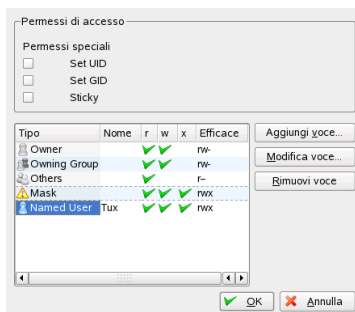 Permessi di accesso
Permessi speciali
Set UID
Set GID
Sticky
Tipo Nome r w x Efficace
Owner rw-
Owning Group rw-
Others r--
Mask rwx
Named User Tux rwx
Aggiungi voce...
Modifica voce...
Rimuovi voce
OK Annulla